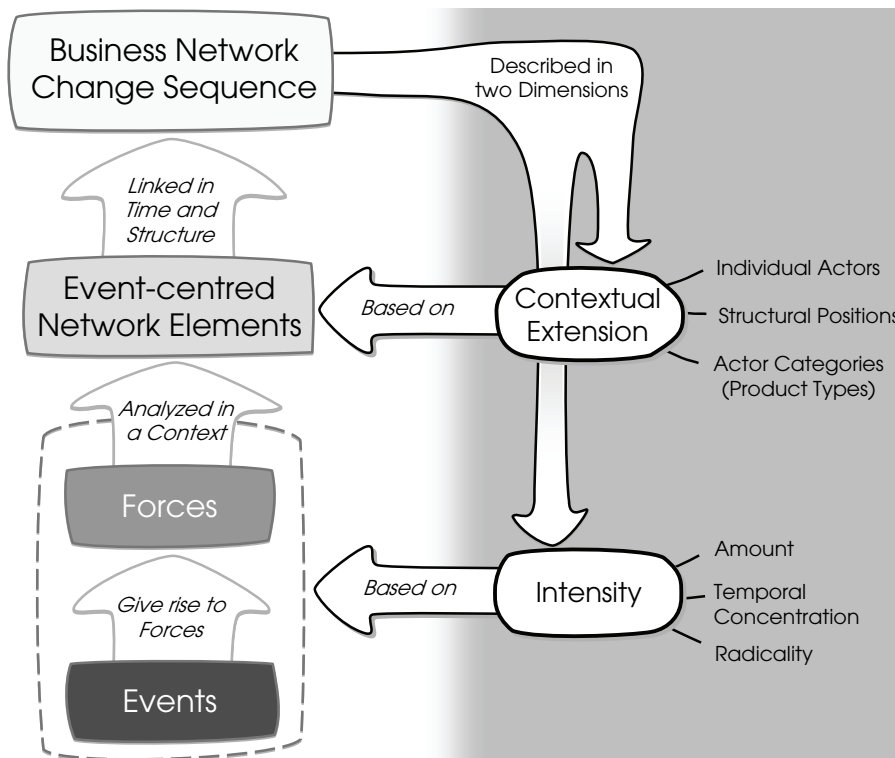 Business Network
Change Sequence
Described in
two Dimensions
Linked in
Time and
Structure
Event-centred
Network Elements
Based on
Contextual
Extension
Individual Actors
Structural Positions
Actor Categories
(Product Types)
Analyzed in
a Context
Forces
Give rise to
Forces
Events
Based on
Intensity
Amount
Temporal
Concentration
Radicality